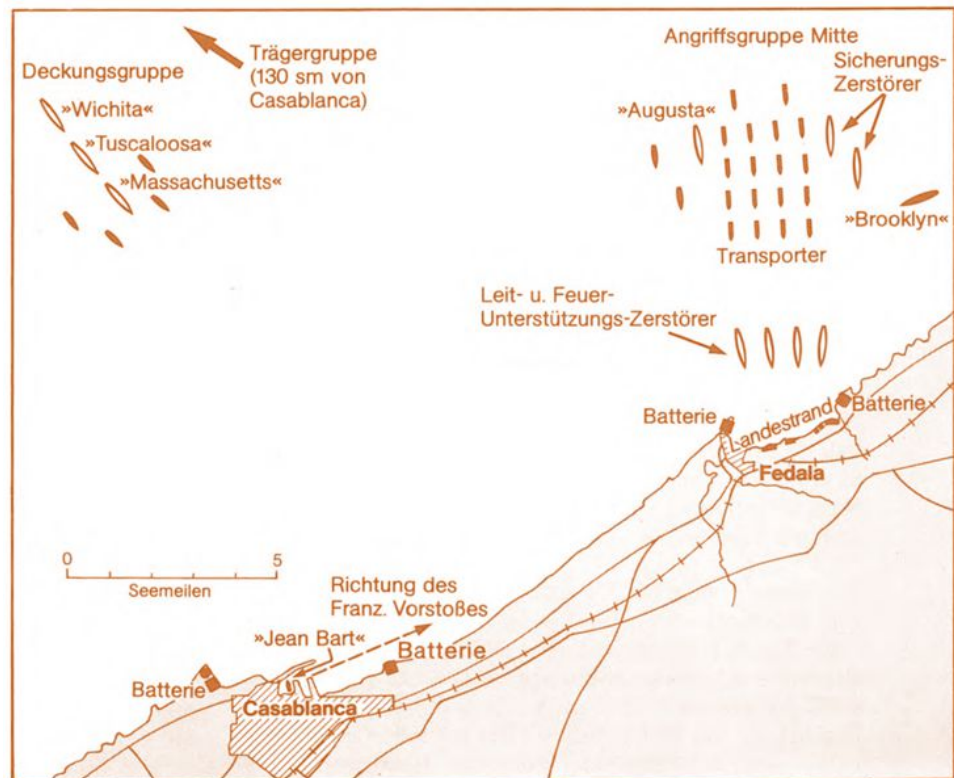 Trägergruppe
(130 sm von
Casablanca)
Deckungsgruppe
»Wichita«
»Tuscaloosa«
»Massachusetts«
Angriffsgruppe Mitte
Sicherungs-
Zerstörer
»Augusta«
»Brooklyn«
Transporter
Leit- u. Feuer-
Unterstützungs-Zerstörer
Batterie
Landestrand
Batterie
Fedala
0 5
Seemeilen
Richtung des
Franz. Vorstoßes
»Jean Bart«
Batterie
Batterie
Casablanca